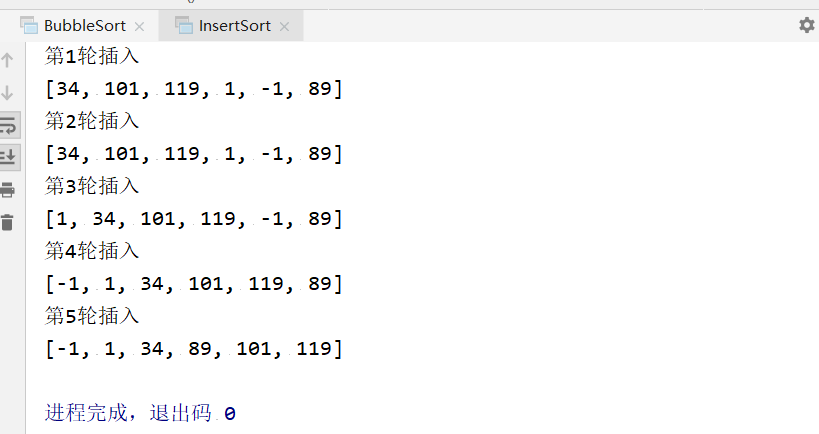 BubbleSort InsertSort
第1轮插入
[34, 101, 119, 1, -1, 89]
第2轮插入
[34, 101, 119, 1, -1, 89]
第3轮插入
[1, 34, 101, 119, -1, 89]
第4轮插入
[-1, 1, 34, 101, 119, 89]
第5轮插入
[-1, 1, 34, 89, 101, 119]
进程完成，退出码 0